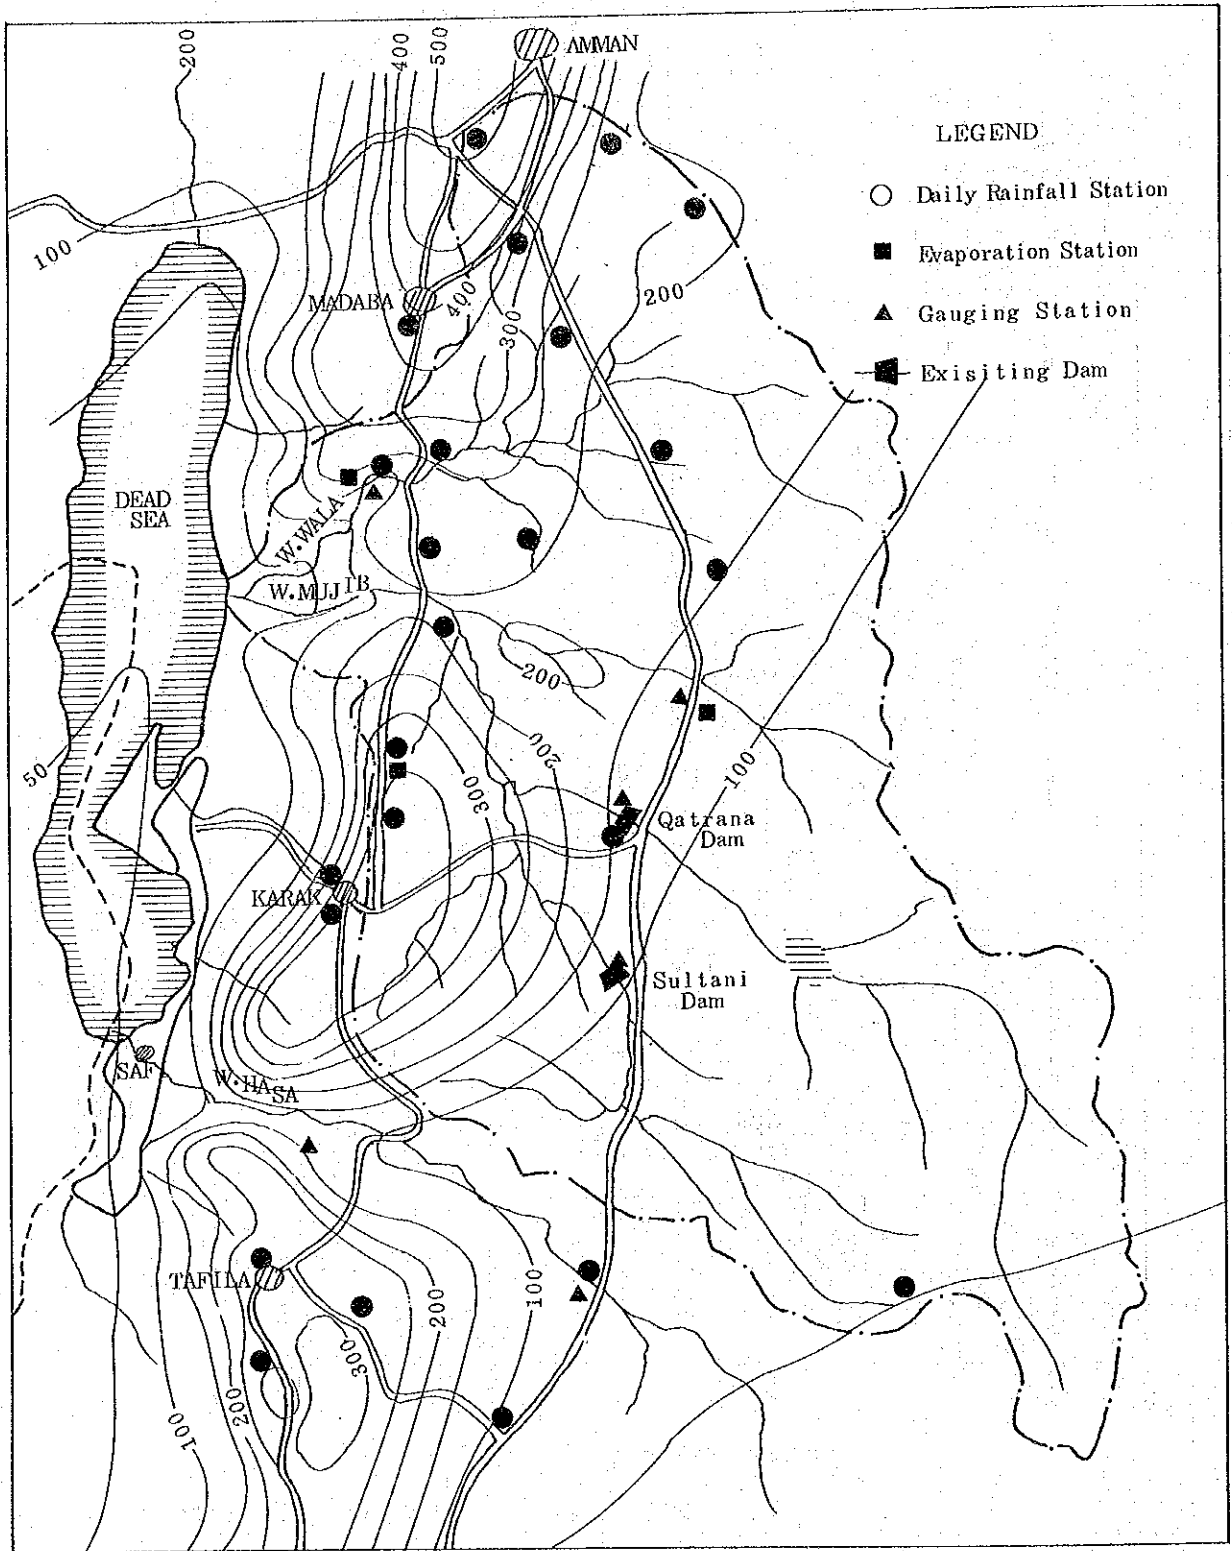 200
400
500
AMMAN
LEGEND
Daily Rainfall Station
Evaporation Station
Gauging Station
Exisiting Dam
100
MADABA
400
300
200
DEAD
SEA
W.WALA
W.MUJIB
200
50
200
300
100
Qatrana
Dam
KARAK
Sultani
Dam
SAFI
W.HASA
TAFILA
300
200
100
100
200